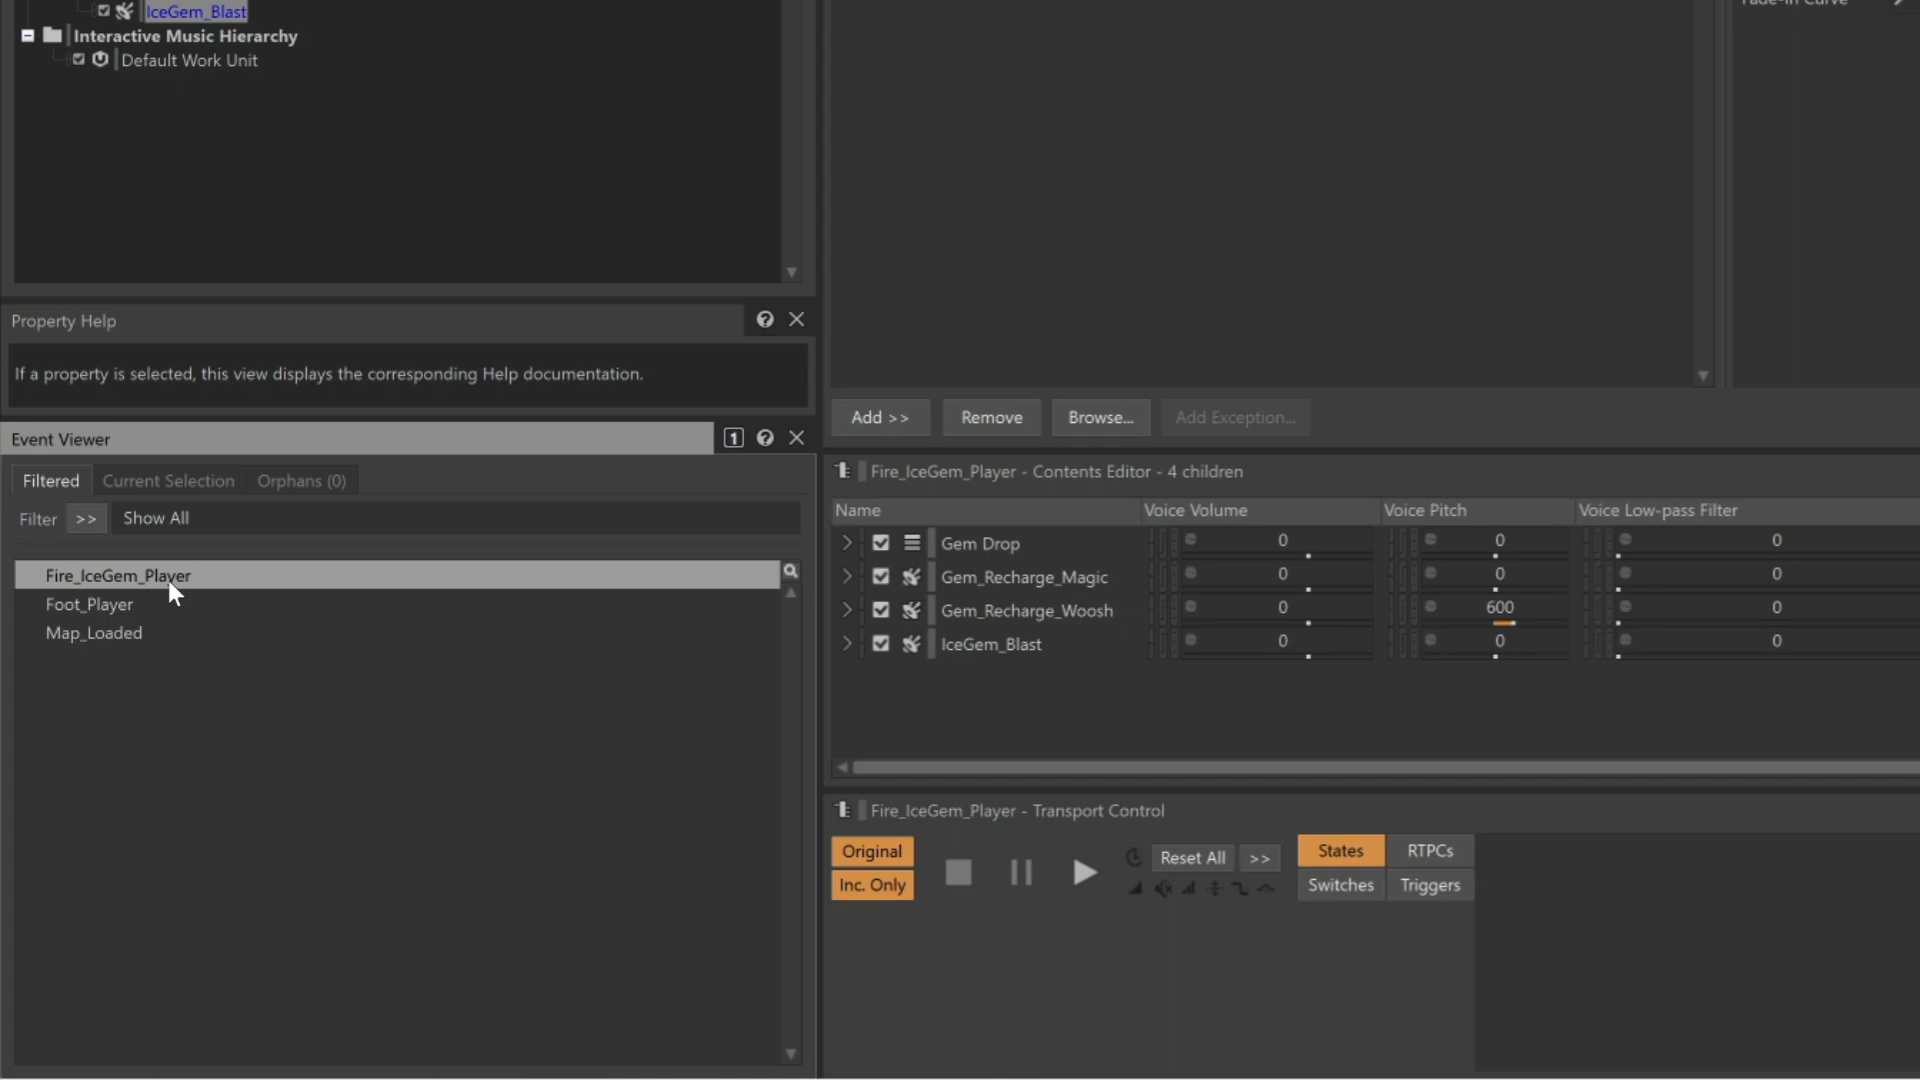 IceGem_Blast
Interactive Music Hierarchy
Default Work Unit
Property Help
If a property is selected, this view displays the corresponding Help documentation.
Event Viewer
1
Filtered
Current Selection
Orphans (0)
Filter >> Show All
Fire_IceGem_Player
Foot_Player
Map_Loaded
Fade-in Curve
Add >>
Remove
Browse...
Add Exception...
Fire_IceGem_Player - Contents Editor - 4 children
Name Voice Volume Voice Pitch Voice Low-pass Filter
Gem Drop 0 0 0
Gem_Recharge_Magic 0 0 0
Gem_Recharge_Woosh 0 600 0
IceGem_Blast 0 0 0
Fire_IceGem_Player - Transport Control
Original
Inc. Only
Reset All >>
States
RTPCs
Switches
Triggers